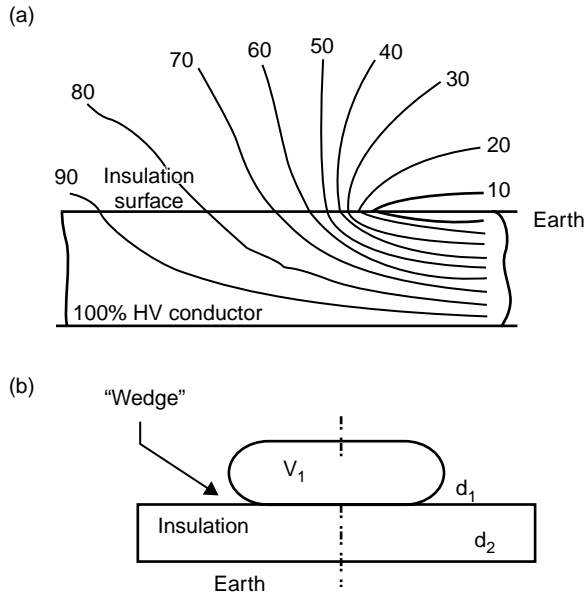 (a)
50
40
60
70
30
80
20
90
Insulation
surface
10
Earth
100% HV conductor
(b)
“Wedge”
V1
d1
Insulation
d2
Earth